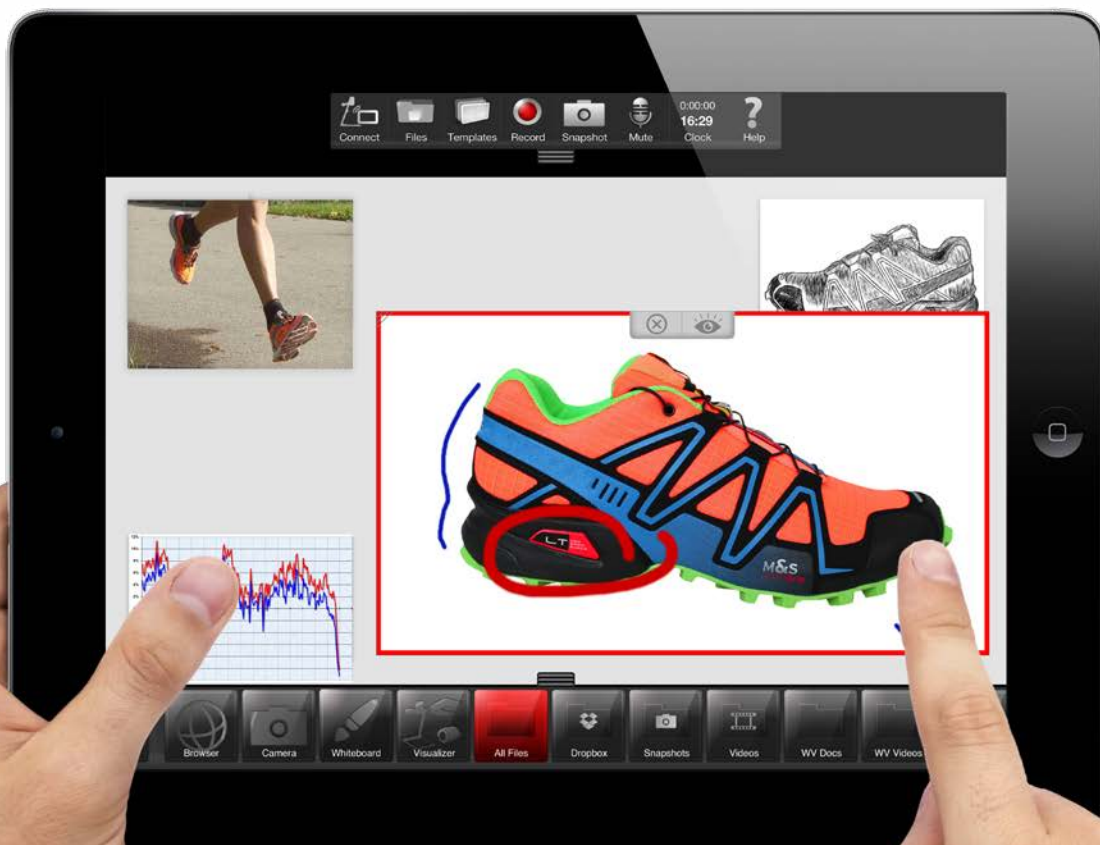 Connect Files Templates Record Snapshot Mute Clock Help
0:00:00
16:29
LT
M&S
Browser Camera Whiteboard Visualizer All Files Dropbox Snapshots Videos WV Docs WV Videos